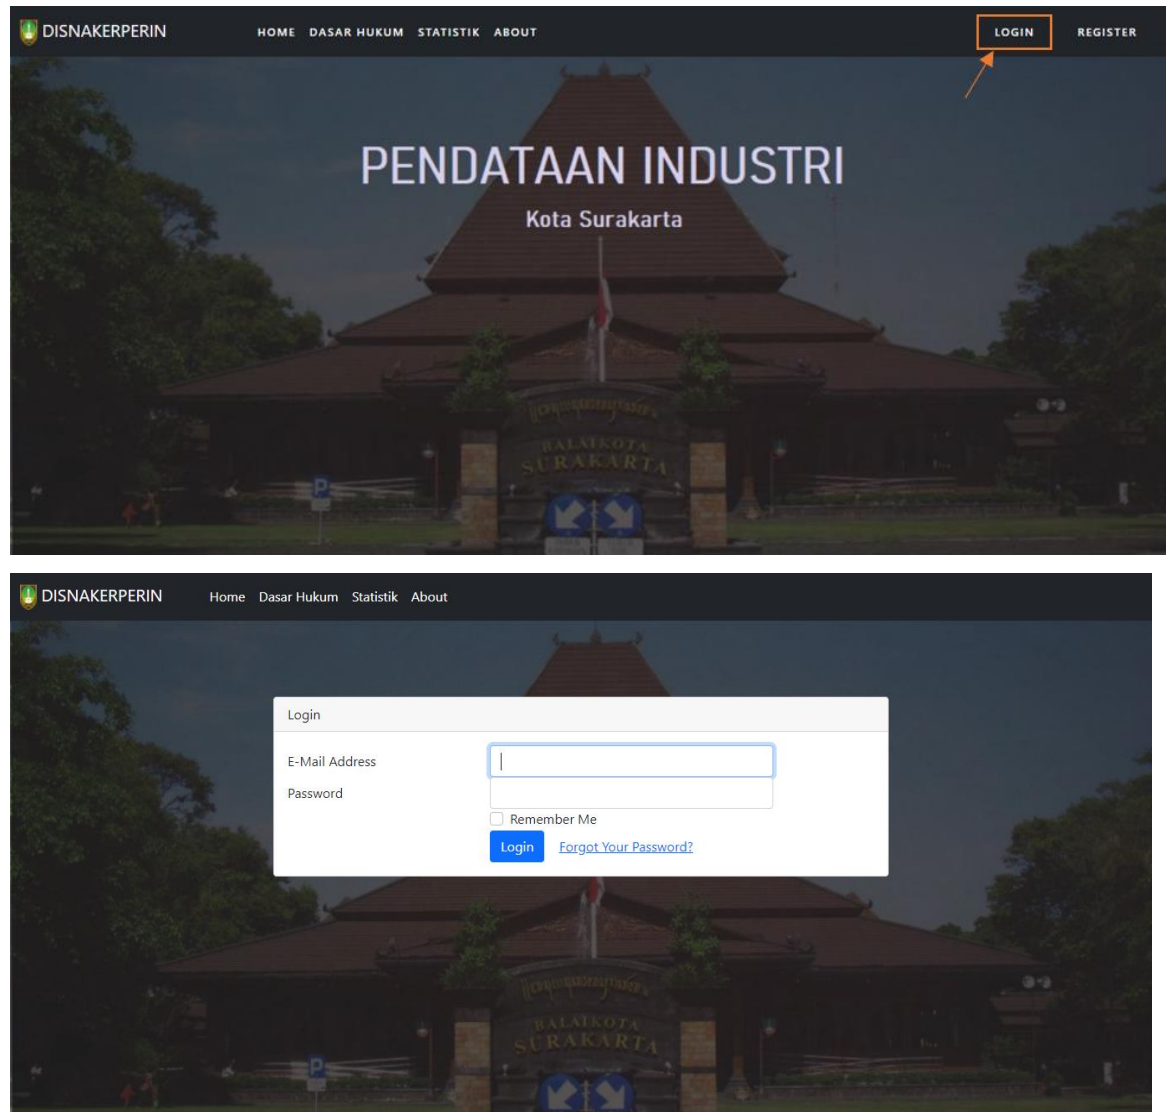 DISNAKERPERIN HOME DASAR HUKUM STATISTIK ABOUT LOGIN REGISTER
PENDATAAN INDUSTRI
Kota Surakarta
BALAIKOTA
SURAKARTA
P
DISNAKERPERIN Home Dasar Hukum Statistik About
Login
E-Mail Address
Password
Remember Me
Login Forgot Your Password?
BALAIKOTA
SURAKARTA
P